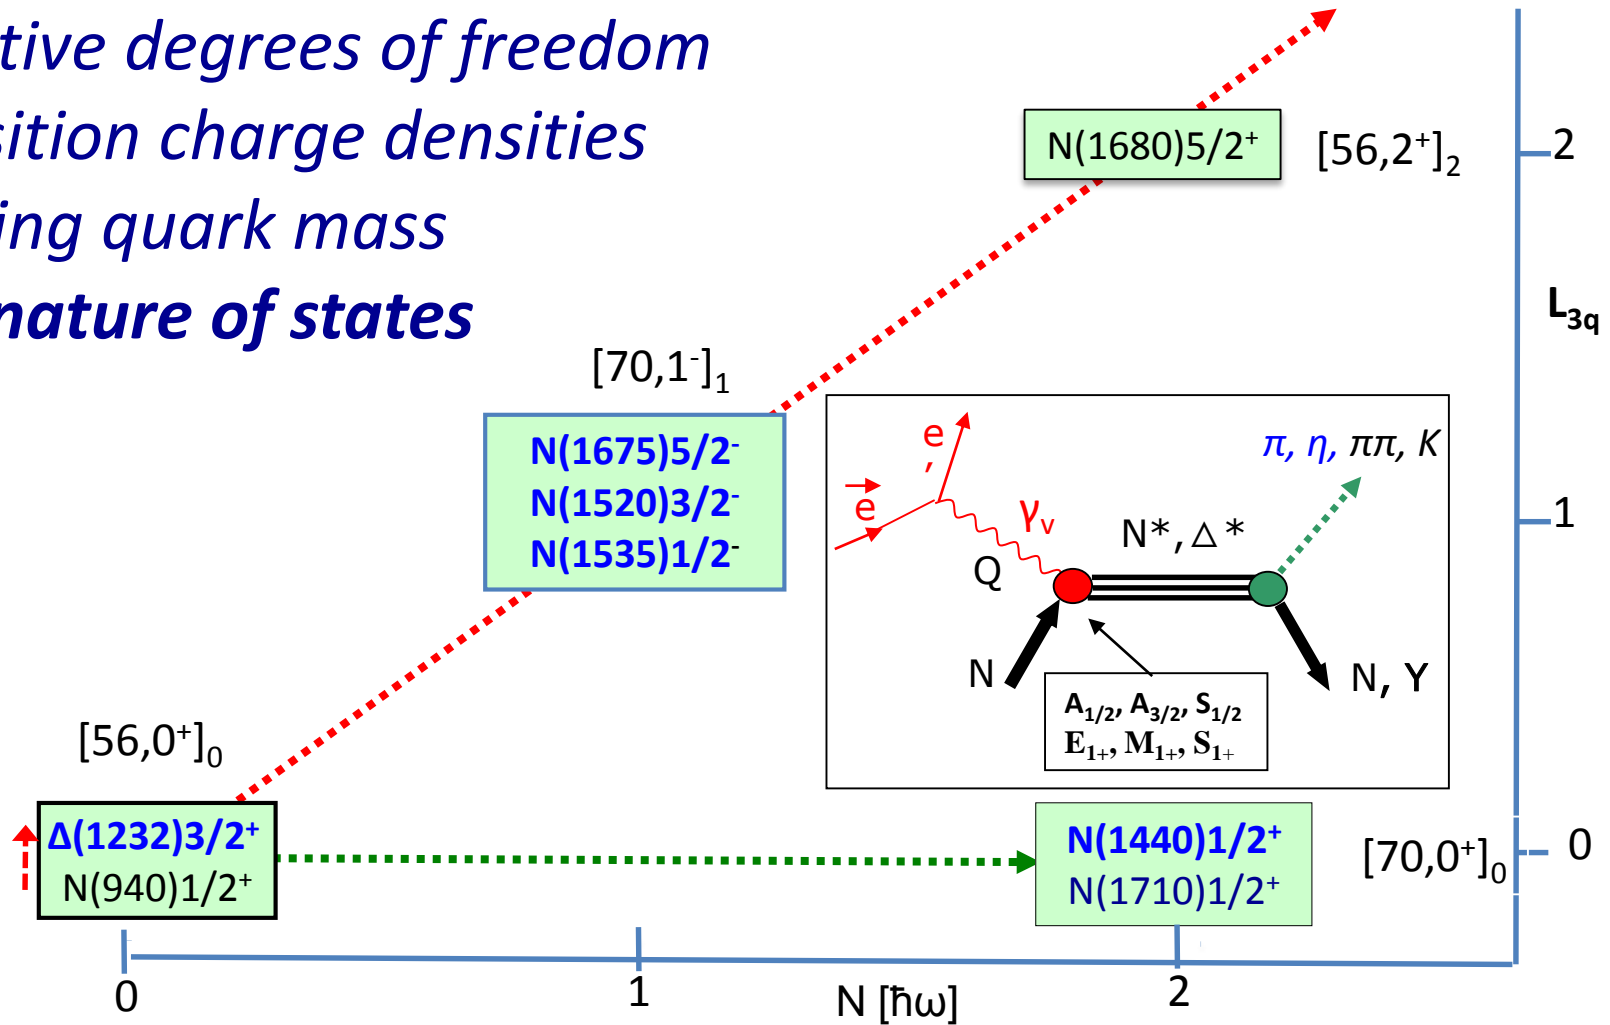 tive degrees of freedom
sition charge densities
ing quark mass
nature of states
N(1680)5/2⁺
[56,2⁺]₂
2
L₃q
[70,1⁻]₁
N(1675)5/2⁻
N(1520)3/2⁻
N(1535)1/2⁻
e
e'
γᵥ
Q
N
N*,△*
π, η, ππ, K
N, Y
A₁/₂, A₃/₂, S₁/₂
E₁₊, M₁₊, S₁₊
1
[56,0⁺]₀
Δ(1232)3/2⁺
N(940)1/2⁺
N(1440)1/2⁺
N(1710)1/2⁺
[70,0⁺]₀
0
0
1
N [ħω]
2